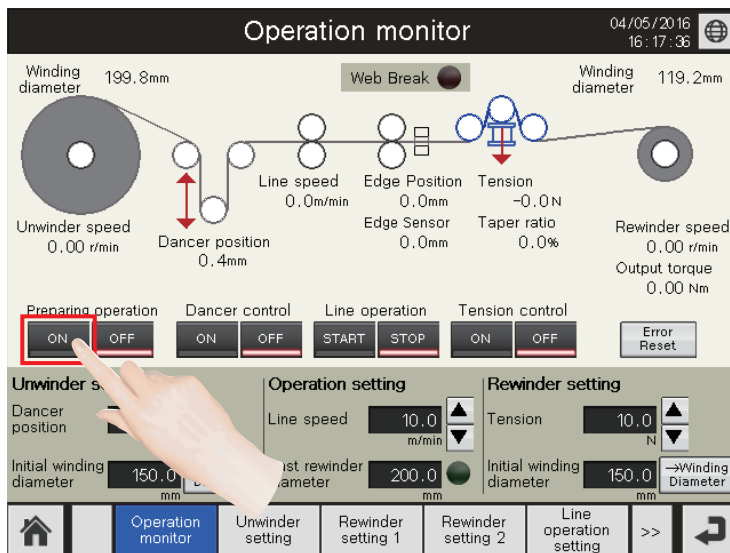 Operation monitor
04/05/2016
16:17:36
Winding diameter 199.8mm
Web Break
Winding diameter 119.2mm
Line speed
0.0m/min
Edge Position
0.0mm
Edge Sensor
0.0mm
Tension
-0.0N
Taper ratio
0.0%
Unwinder speed
0.00 r/min
Dancer position
0.4mm
Rewinder speed
0.00 r/min
Output torque
0.00 Nm
Preparing operation
ON OFF
Dancer control
ON OFF
Line operation
START STOP
Tension control
ON OFF
Error
Reset
Unwinder
Dancer
position
Initial winding
diameter
150.0
mm
Operation setting
Line speed 10.0
m/min
rewinder
200.0
mm
Rewinder setting
Tension 10.0
N
Initial winding
diameter
150.0
mm
→Winding
Diameter
Operation
monitor
Unwinder
setting
Rewinder
setting 1
Rewinder
setting 2
Line
operation
setting
>>